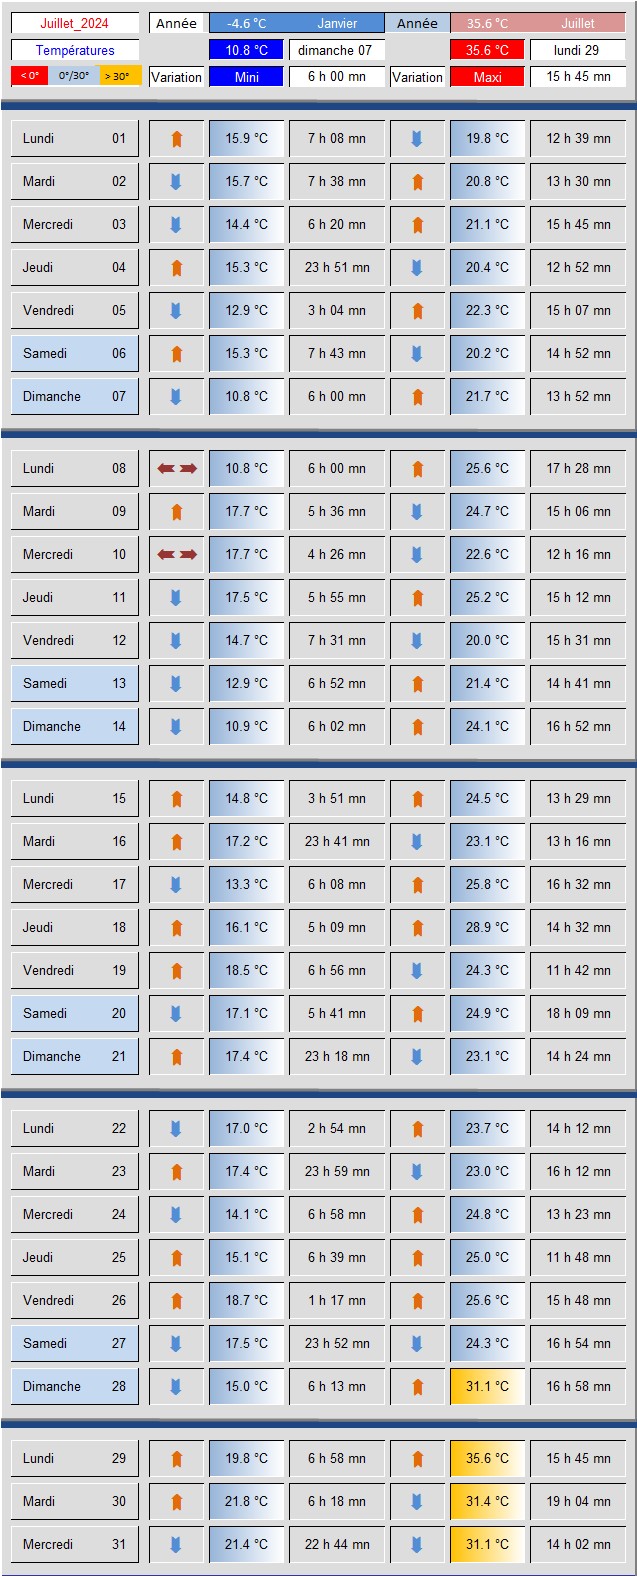 Juillet_2024 Année -4.6 °C Janvier Année 35.6 °C Juillet
Températures 10.8 °C dimanche 07 35.6 °C lundi 29
< 0° 0°/30° > 30° Variation Mini 6 h 00 mn Variation Maxi 15 h 45 mn
Lundi 01 15.9 °C 7 h 08 mn 19.8 °C 12 h 39 mn
Mardi 02 15.7 °C 7 h 38 mn 20.8 °C 13 h 30 mn
Mercredi 03 14.4 °C 6 h 20 mn 21.1 °C 15 h 45 mn
Jeudi 04 15.3 °C 23 h 51 mn 20.4 °C 12 h 52 mn
Vendredi 05 12.9 °C 3 h 04 mn 22.3 °C 15 h 07 mn
Samedi 06 15.3 °C 7 h 43 mn 20.2 °C 14 h 52 mn
Dimanche 07 10.8 °C 6 h 00 mn 21.7 °C 13 h 52 mn
Lundi 08 10.8 °C 6 h 00 mn 25.6 °C 17 h 28 mn
Mardi 09 17.7 °C 5 h 36 mn 24.7 °C 15 h 06 mn
Mercredi 10 17.7 °C 4 h 26 mn 22.6 °C 12 h 16 mn
Jeudi 11 17.5 °C 5 h 55 mn 25.2 °C 15 h 12 mn
Vendredi 12 14.7 °C 7 h 31 mn 20.0 °C 15 h 31 mn
Samedi 13 12.9 °C 6 h 52 mn 21.4 °C 14 h 41 mn
Dimanche 14 10.9 °C 6 h 02 mn 24.1 °C 16 h 52 mn
Lundi 15 14.8 °C 3 h 51 mn 24.5 °C 13 h 29 mn
Mardi 16 17.2 °C 23 h 41 mn 23.1 °C 13 h 16 mn
Mercredi 17 13.3 °C 6 h 08 mn 25.8 °C 16 h 32 mn
Jeudi 18 16.1 °C 5 h 09 mn 28.9 °C 14 h 32 mn
Vendredi 19 18.5 °C 6 h 56 mn 24.3 °C 11 h 42 mn
Samedi 20 17.1 °C 5 h 41 mn 24.9 °C 18 h 09 mn
Dimanche 21 17.4 °C 23 h 18 mn 23.1 °C 14 h 24 mn
Lundi 22 17.0 °C 2 h 54 mn 23.7 °C 14 h 12 mn
Mardi 23 17.4 °C 23 h 59 mn 23.0 °C 16 h 12 mn
Mercredi 24 14.1 °C 6 h 58 mn 24.8 °C 13 h 23 mn
Jeudi 25 15.1 °C 6 h 39 mn 25.0 °C 11 h 48 mn
Vendredi 26 18.7 °C 1 h 17 mn 25.6 °C 15 h 48 mn
Samedi 27 17.5 °C 23 h 52 mn 24.3 °C 16 h 54 mn
Dimanche 28 15.0 °C 6 h 13 mn 31.1 °C 16 h 58 mn
Lundi 29 19.8 °C 6 h 58 mn 35.6 °C 15 h 45 mn
Mardi 30 21.8 °C 6 h 18 mn 31.4 °C 19 h 04 mn
Mercredi 31 21.4 °C 22 h 44 mn 31.1 °C 14 h 02 mn